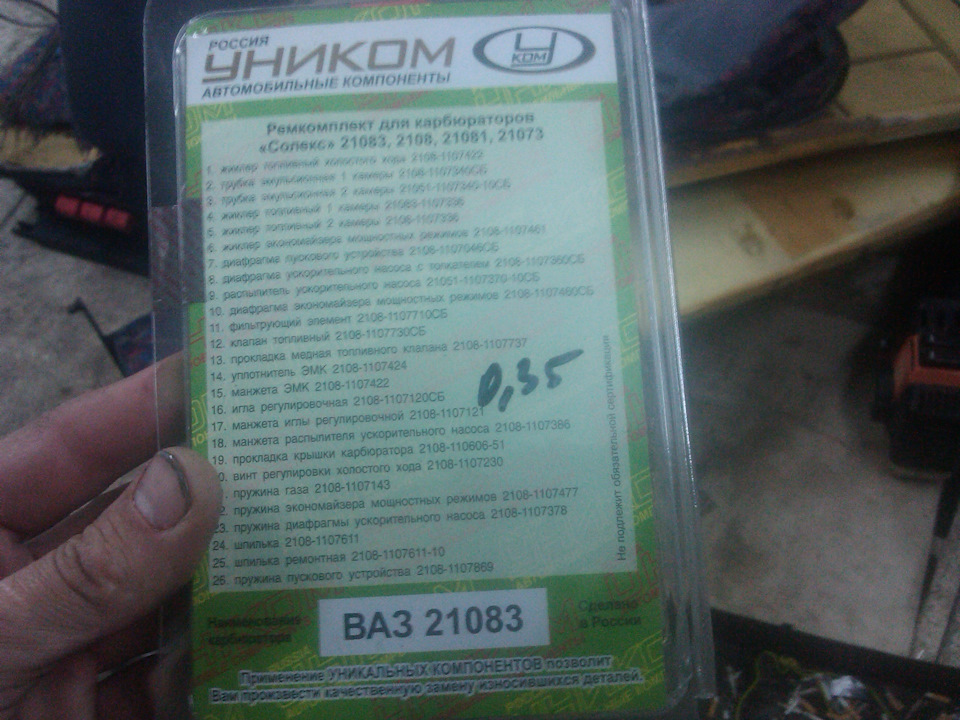 РОССИЯ
УНИКОМ
АВТОМОБИЛЬНЫЕ КОМПОНЕНТЫ
У
КОМ
Ремкомплект для карбюраторов
«Солекс» 21083, 2108, 21081, 21073
1. жиклер топливный холостого хода 2108-1107422
2. трубка эмульсионная 1 камеры 2108-1107340СБ
3. трубка эмульсионная 2 камеры 21051-1107345-10СБ
4. жиклер топливный 1 камеры 21083-1107336
5. жиклер топливный 2 камеры 2108-1107336
6. жиклер экономайзера мощностных режимов 2108-1107461
7. диафрагма пускового устройства 2108-1107046СБ
8. диафрагма ускорительного насоса с толкателем 2108-1107360СБ
9. распылитель ускорительного насоса 21051-1107370-10СБ
10. диафрагма экономайзера мощностных режимов 2108-1107460СБ
11. фильтрующий элемент 2108-1107710СБ
12. клапан топливный 2108-1107730СБ
13. прокладка медная топливного клапана 2108-1107737
14. уплотнитель ЭМК 2108-1107424
15. манжета ЭМК 2108-1107422
16. игла регулировочная 2108-1107120СБ
17. манжета иглы регулировочной 2108-1107121
18. манжета распылителя ускорительного насоса 2108-1107386
19. прокладка крышки карбюратора 2108-110606-51
0. винт регулировки холостого хода 2108-1107230
пружина газа 2108-1107143
пружина экономайзера мощностных режимов 2108-1107477
23. пружина диафрагмы ускорительного насоса 2108-1107378
24. шпилька 2108-1107611
25. шпилька ремонтная 2108-1107611-10
26. пружина пускового устройства 2108-1107869
0,35
Не подлежит обязательной сертификации
Наименование
карбюратора
ВАЗ 21083
Сделано
в России
Применение УНИКАЛЬНЫХ КОМПОНЕНТОВ позволит
Вам произвести качественную замену износившихся деталей.